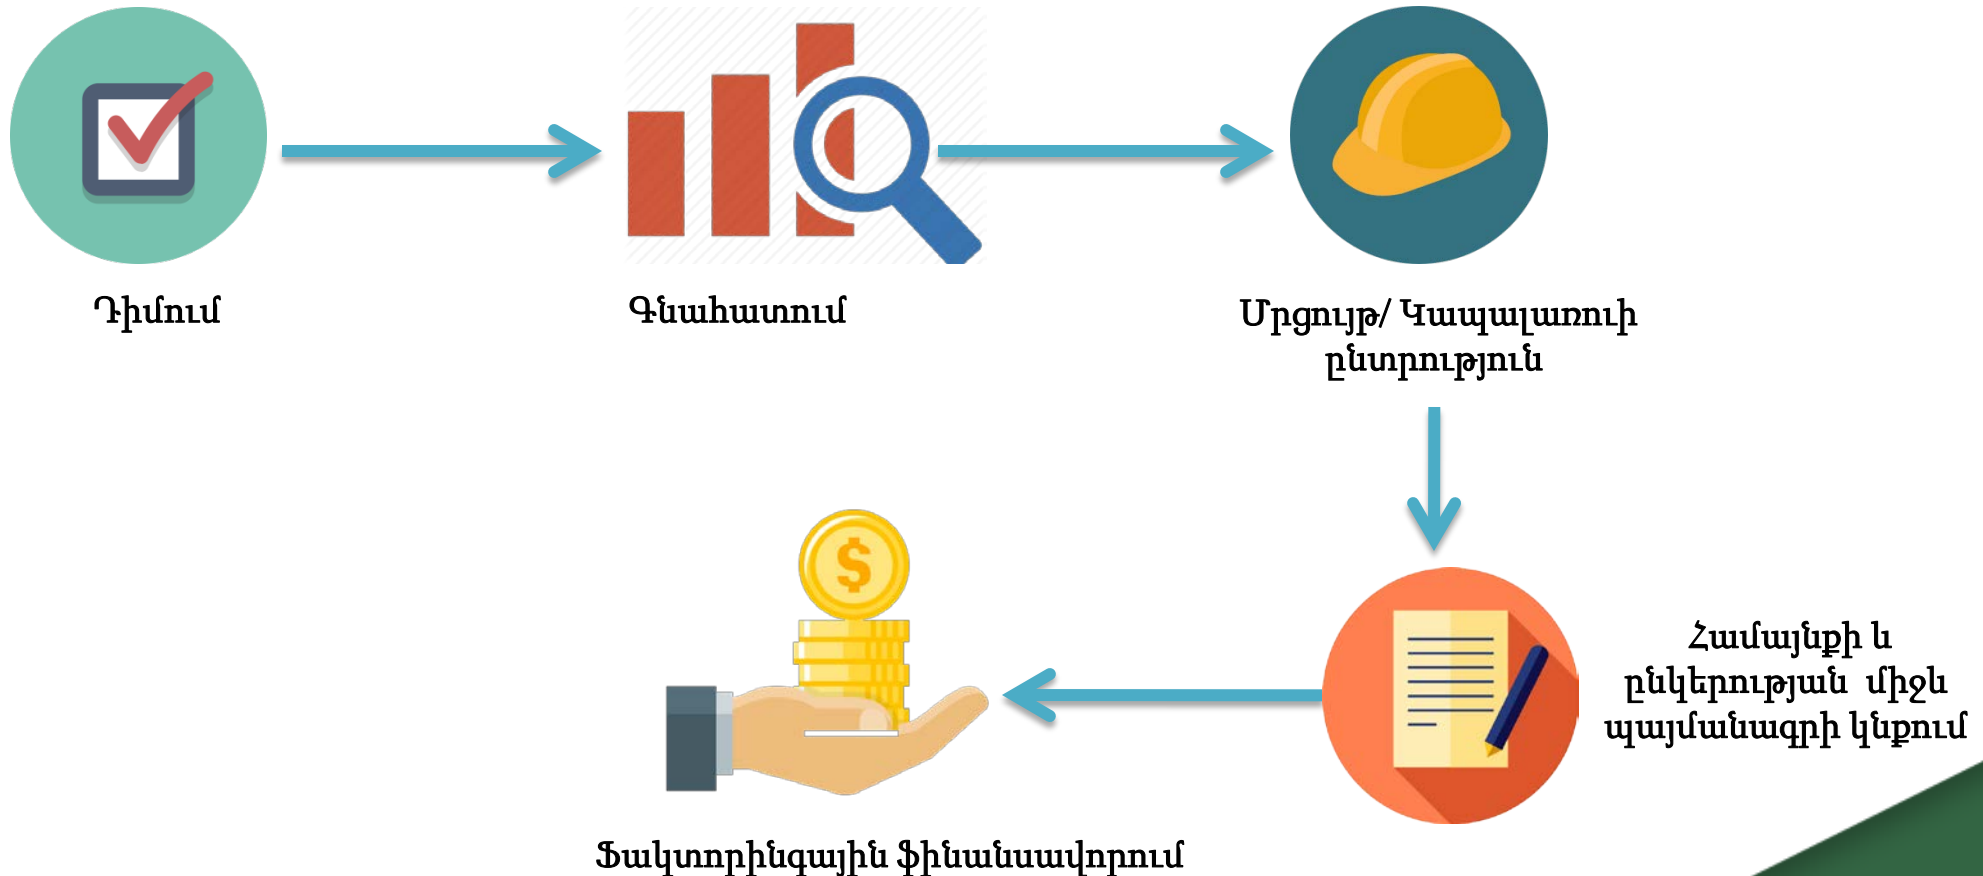 Դիմում
Գնահատում
Մրցույթ/ Կապալառուի
ընտրություն
$
Համայնքի և
ընկերության միջև
պայմանագրի կնքում
Ֆակտորինգային ֆինանսավորում